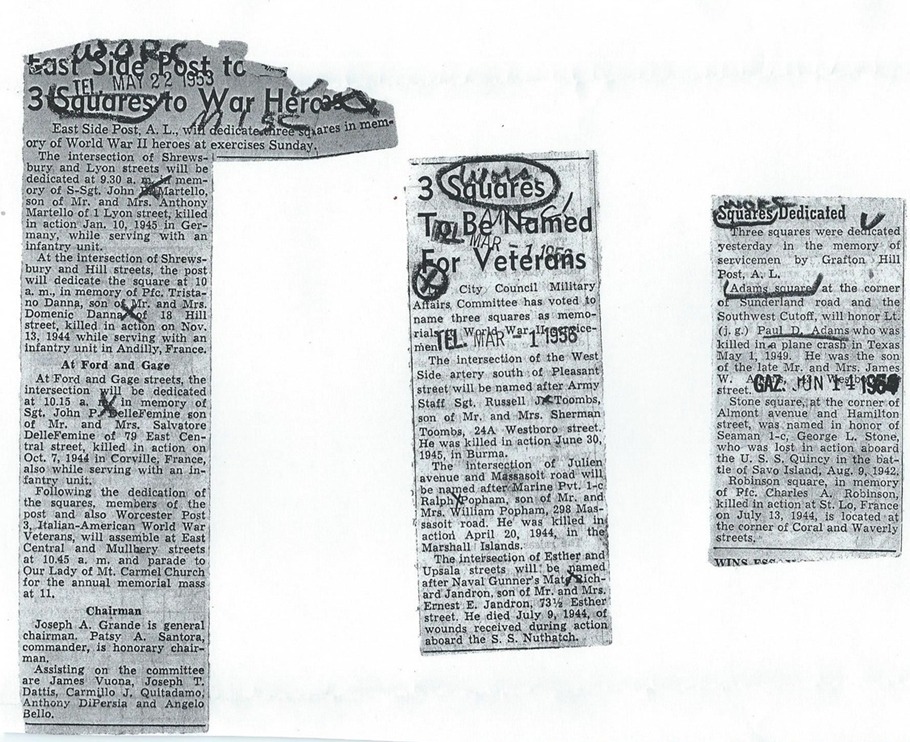 WORC
East Side Post to
TEL. MAY 22 1953
3 Squares to War Heroes
MISC
East Side Post, A. L., will dedicate three squares in mem-
ory of World War II heroes at exercises Sunday.
The intersection of Shrews-
bury and Lyon streets will be
dedicated at 9.30 a. m. in mem-
ory of S-Sgt. John Martello,
son of Mr. and Mrs. Anthony
Martello of 1 Lyon street, killed
in action Jan. 10, 1945 in Ger-
many, while serving with an
infantry unit.
At the intersection of Shrews-
bury and Hill streets, the post
will dedicate the square at 10
a. m., in memory of Pfc. Trista-
no Danna, son of Mr. and Mrs.
Domenic Danna of 18 Hill
street, killed in action on Nov.
13, 1944 while serving with an
infantry unit in Andilly, France.
At Ford and Gage
At Ford and Gage streets, the
intersection will be dedicated
at 10.15 a. m. in memory of
Sgt. John P. DelleFemine son
of Mr. and Mrs. Salvatore
DelleFemine of 79 East Cen-
tral street, killed in action on
Oct. 7, 1944 in Corville, France,
also while serving with an in-
fantry unit.
Following the dedication of
the squares, members of the
post and also Worcester Post
3, Italian-American World War
Veterans, will assemble at East
Central and Mullbery streets
at 10.45 a. m. and parade to
Our Lady of Mt. Carmel Church
for the annual memorial mass
at 11.
Chairman
Joseph A. Grande is general
chairman. Patsy A. Santora,
commander, is honorary chair-
man.
Assisting on the committee
are James Vuona, Joseph T.
Dattis, Carmillo J. Quitadamo,
Anthony DiPersia and Angelo
Bello.
Worc
3 Squares
To Be Named
TEL. MAR - 1 1956
For Veterans
City Council Military
Affairs Committee has voted to
name three squares as memo-
rials World War II service-
men.
TEL. MAR - 1 1956
The intersection of the West
Side artery south of Pleasant
street will be named after Army
Staff Sgt. Russell J. Toombs,
son of Mr. and Mrs. Sherman
Toombs, 24A Westboro street.
He was killed in action June 30,
1945, in Burma.
The intersection of Julien
avenue and Massasoit road will
be named after Marine Pvt. 1-c
Ralph Popham, son of Mr. and
Mrs. William Popham, 298 Mas-
sasoit road. He was killed in
action April 20, 1944, in the
Marshall Islands.
The intersection of Esther and
Upsala streets will be named
after Naval Gunner's Mate Rich-
ard Jandron, son of Mr. and Mrs.
Ernest E. Jandron, 73½ Esther
street. He died July 9, 1944, of
wounds received during action
aboard the S. S. Nuthatch.
WORC
Squares Dedicated
Three squares were dedicated
yesterday in the memory of
servicemen by Grafton Hill
Post, A. L.
Adams square, at the corner
of Sunderland road and the
Southwest Cutoff, will honor Lt.
(j. g.) Paul D. Adams who was
killed in a plane crash in Texas
May 1, 1949. He was the son
of the late Mr. and Mrs. James
W.
street.
GAZ. JUN 14 1954
Stone square, at the corner of
Almont avenue and Hamilton
street, was named in honor of
Seaman 1-c, George L. Stone,
who was lost in action aboard
the U. S. S. Quincy in the bat-
tle of Savo Island, Aug. 9, 1942.
Robinson square, in memory
of Pfc. Charles A. Robinson,
killed in action at St. Lo, France
on July 13, 1944, is located at
the corner of Coral and Waverly
streets.